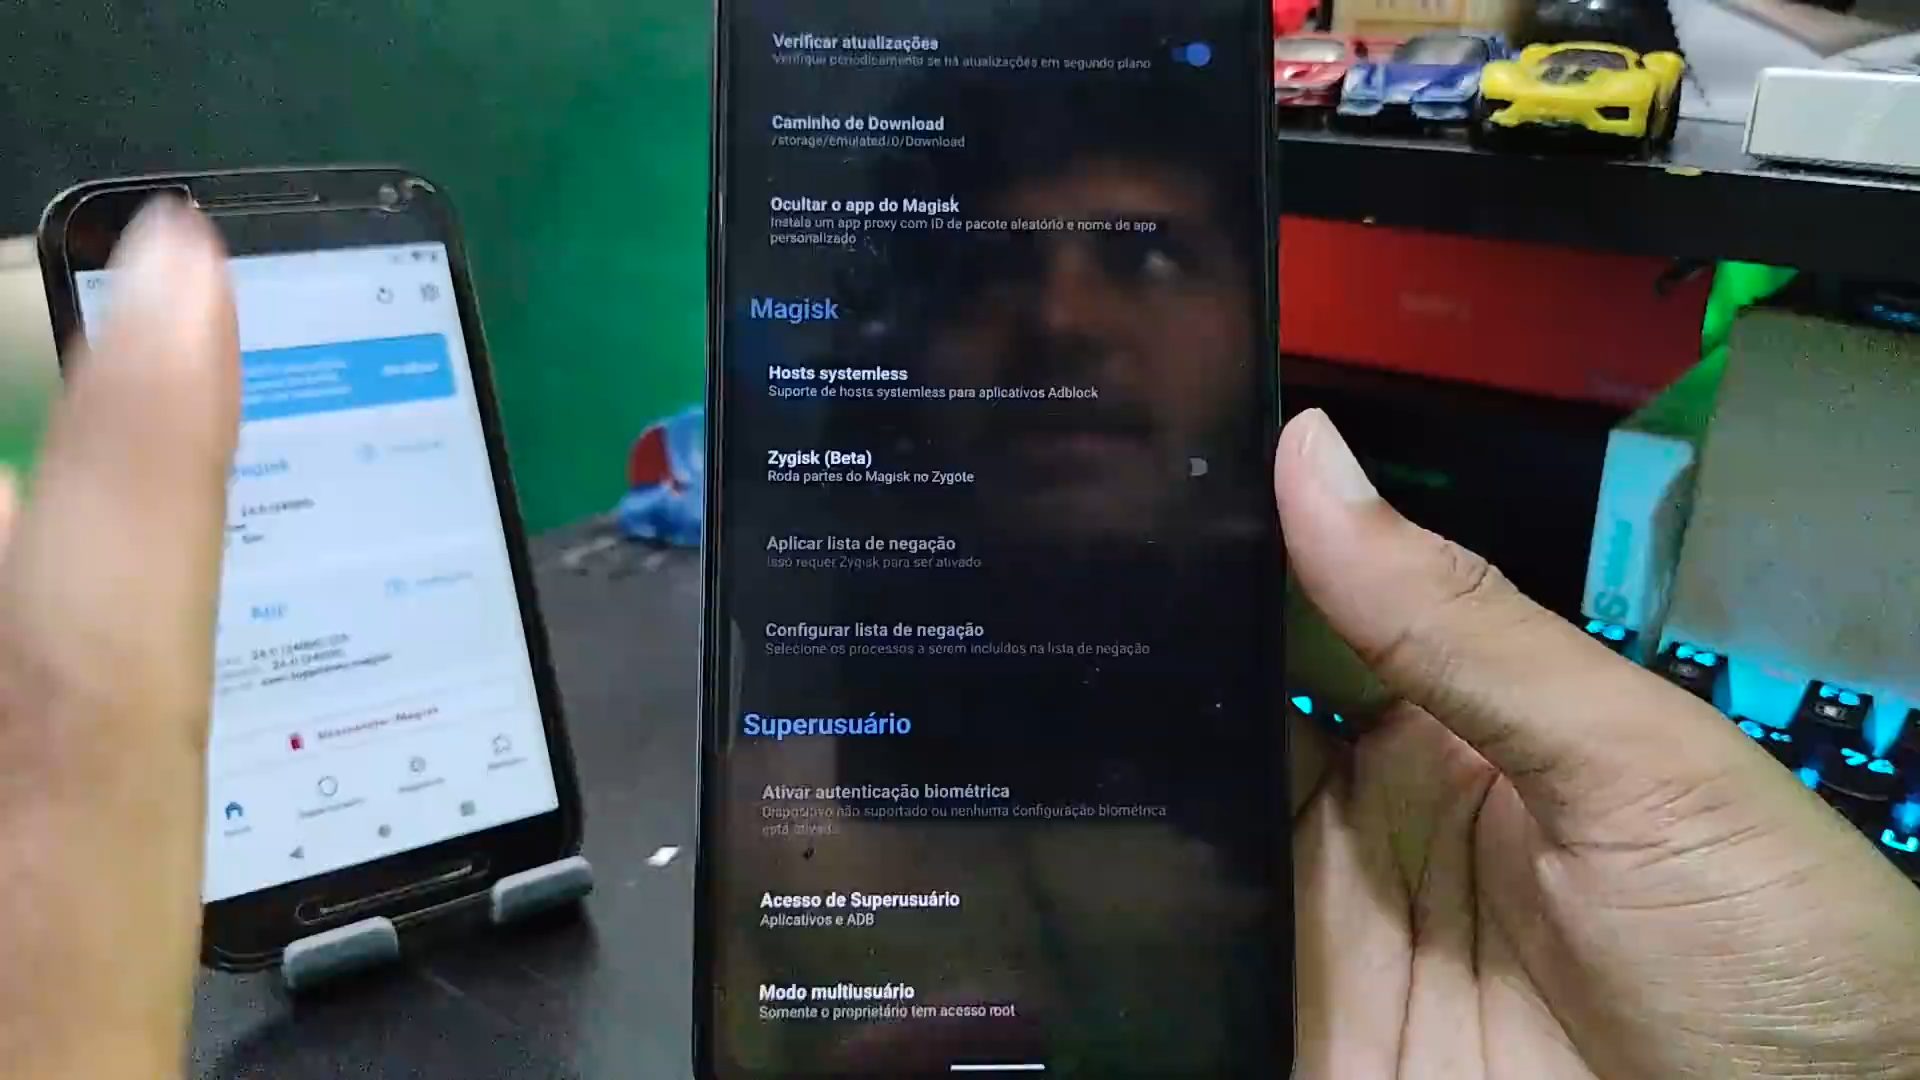 Verificar atualizações
Verifique periodicamente se há atualizações em segundo plano
Caminho de Download
/storage/emulated/0/Download
Ocultar o app do Magisk
Instala um app proxy com ID de pacote aleatório e nome de app
personalizado
Magisk
Hosts systemless
Suporte de hosts systemless para aplicativos Adblock
Zygisk (Beta)
Roda partes do Magisk no Zygote
Aplicar lista de negação
Isso requer Zygisk para ser ativado
Configurar lista de negação
Selecione os processos a serem incluídos na lista de negação
Superusuário
Ativar autenticação biométrica
Dispositivo não suportado ou nenhuma configuração biométrica
está ativada
Acesso de Superusuário
Aplicativos e ADB
Modo multiusuário
Somente o proprietário tem acesso root
App
Desinstalar Magisk